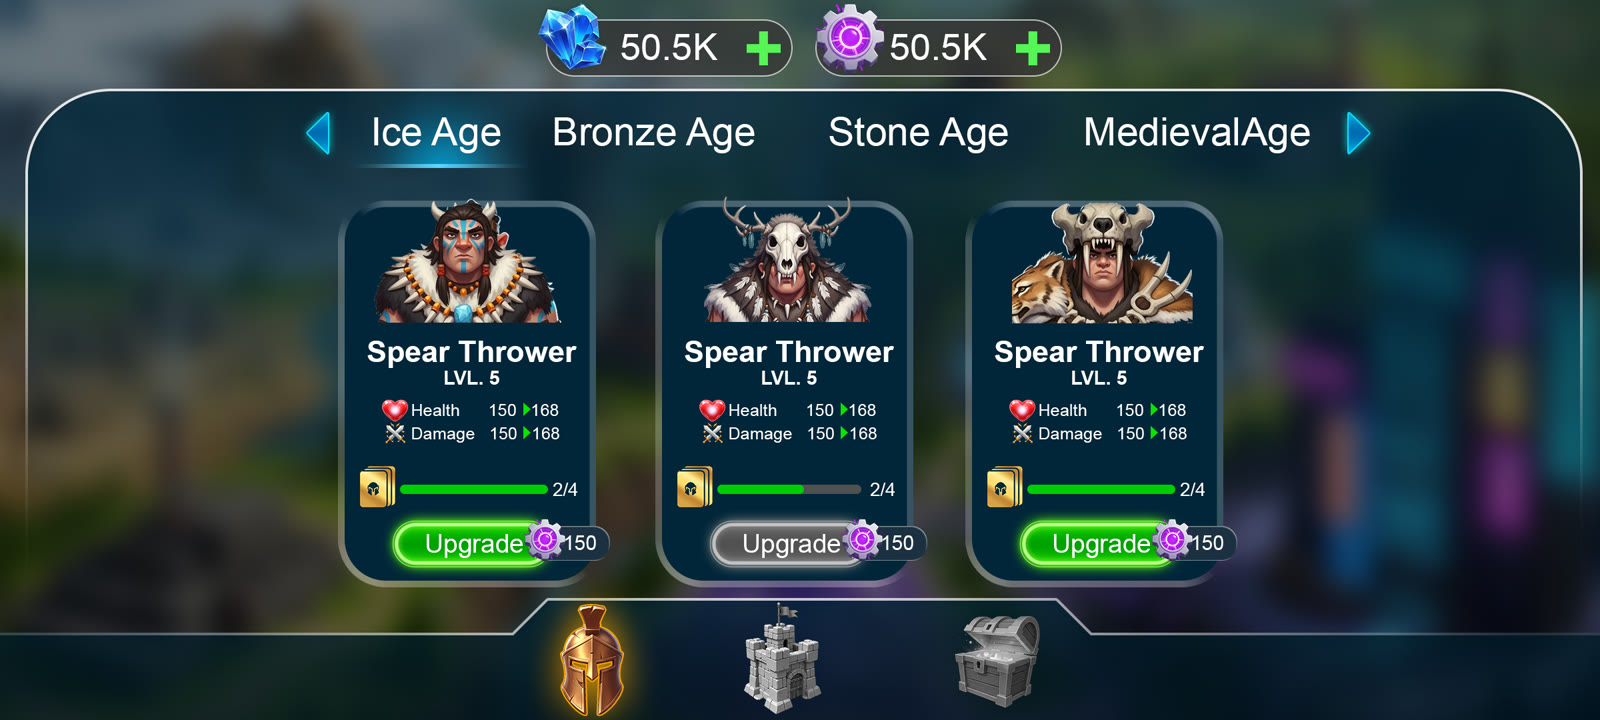 50.5K 50.5K
Ice Age Bronze Age Stone Age MedievalAge
Spear Thrower
LVL. 5
Health 150 168
Damage 150 168
2/4
Upgrade 150
Spear Thrower
LVL. 5
Health 150 168
Damage 150 168
2/4
Upgrade 150
Spear Thrower
LVL. 5
Health 150 168
Damage 150 168
2/4
Upgrade 150